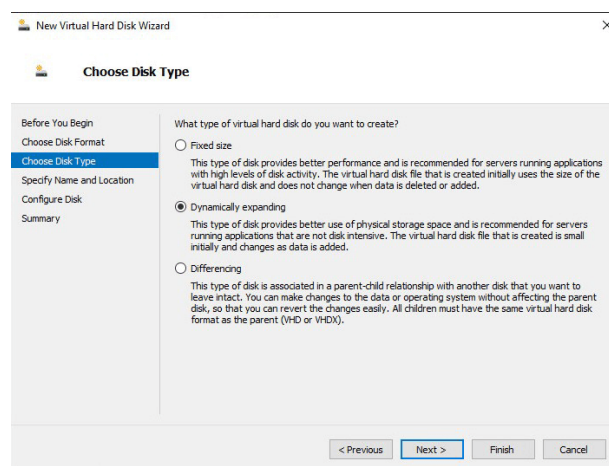 New Virtual Hard Disk Wizard
Choose Disk Type
Before You Begin
Choose Disk Format
Choose Disk Type
Specify Name and Location
Configure Disk
Summary
What type of virtual hard disk do you want to create?
Fixed size
This type of disk provides better performance and is recommended for servers running applications
with high levels of disk activity. The virtual hard disk file that is created initially uses the size of the
virtual hard disk and does not change when data is deleted or added.
Dynamically expanding
This type of disk provides better use of physical storage space and is recommended for servers
running applications that are not disk intensive. The virtual hard disk file that is created is small
initially and changes as data is added.
Differencing
This type of disk is associated in a parent-child relationship with another disk that you want to
leave intact. You can make changes to the data or operating system without affecting the parent
disk, so that you can revert the changes easily. All children must have the same virtual hard disk
format as the parent (VHD or VHDX).
< Previous
Next >
Finish
Cancel